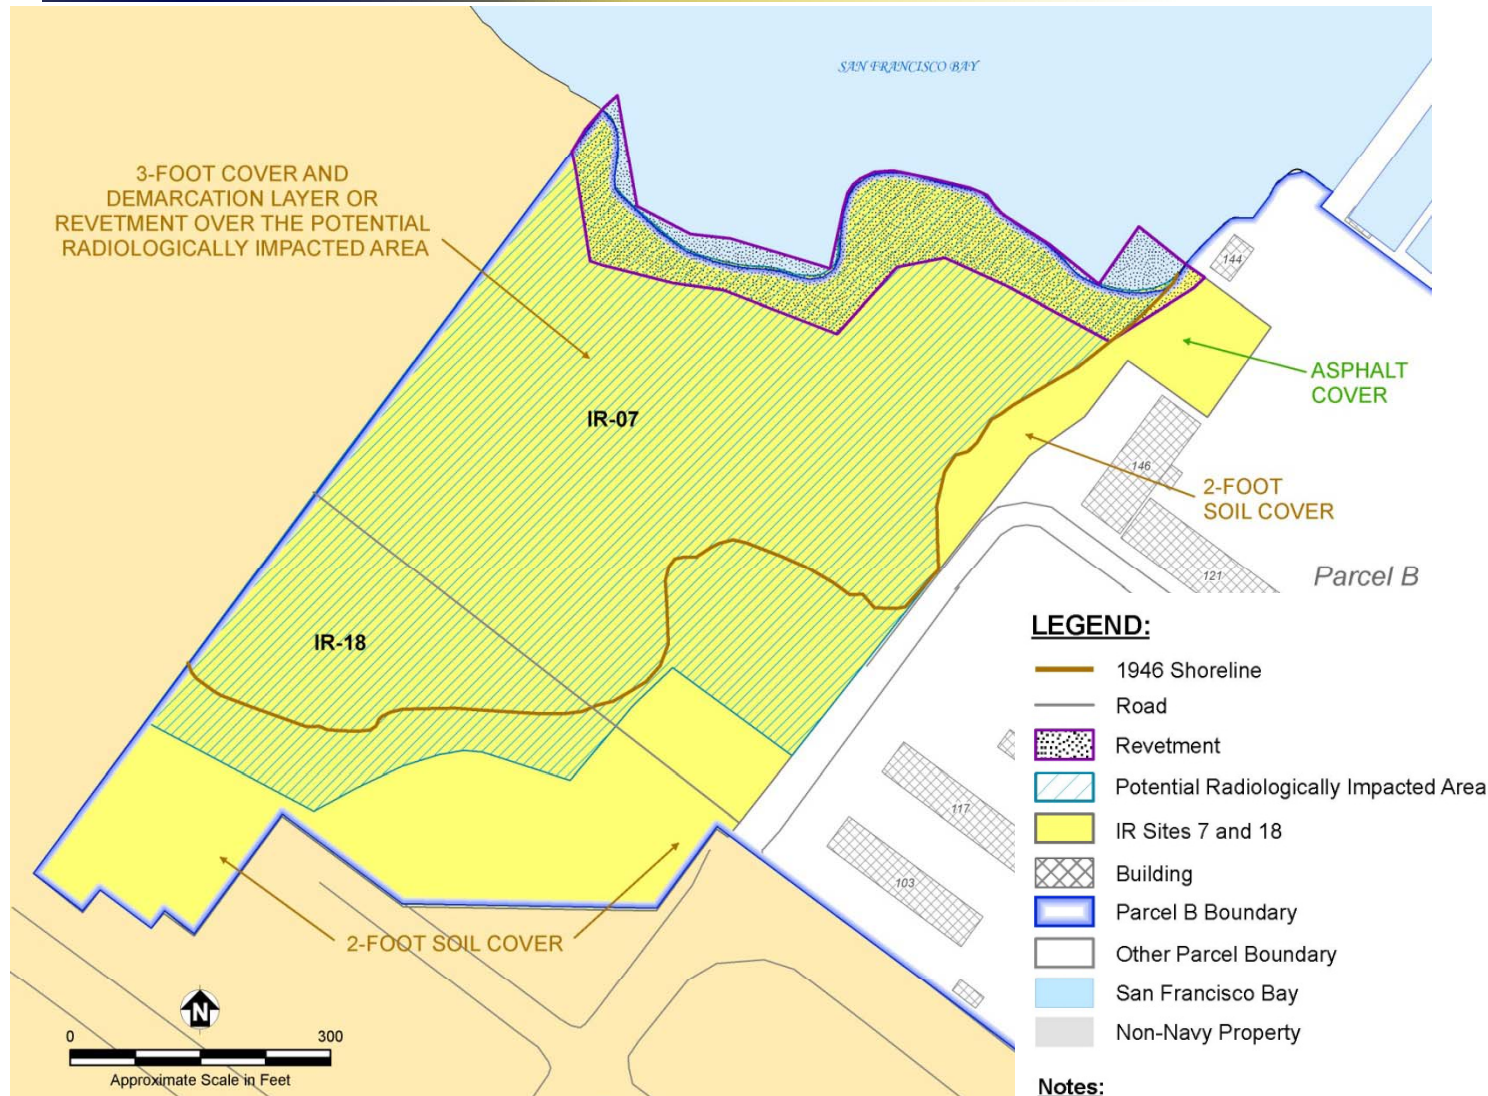 SAN FRANCISCO BAY
3-FOOT COVER AND
DEMARCATION LAYER OR
REVETMENT OVER THE POTENTIAL
RADIOLOGICALLY IMPACTED AREA
144
ASPHALT
COVER
IR-07
146
2-FOOT
SOIL COVER
121
Parcel B
IR-18
117
103
2-FOOT SOIL COVER
N
0 300
Approximate Scale in Feet
LEGEND:
1946 Shoreline
Road
Revetment
Potential Radiologically Impacted Area
IR Sites 7 and 18
Building
Parcel B Boundary
Other Parcel Boundary
San Francisco Bay
Non-Navy Property
Notes: